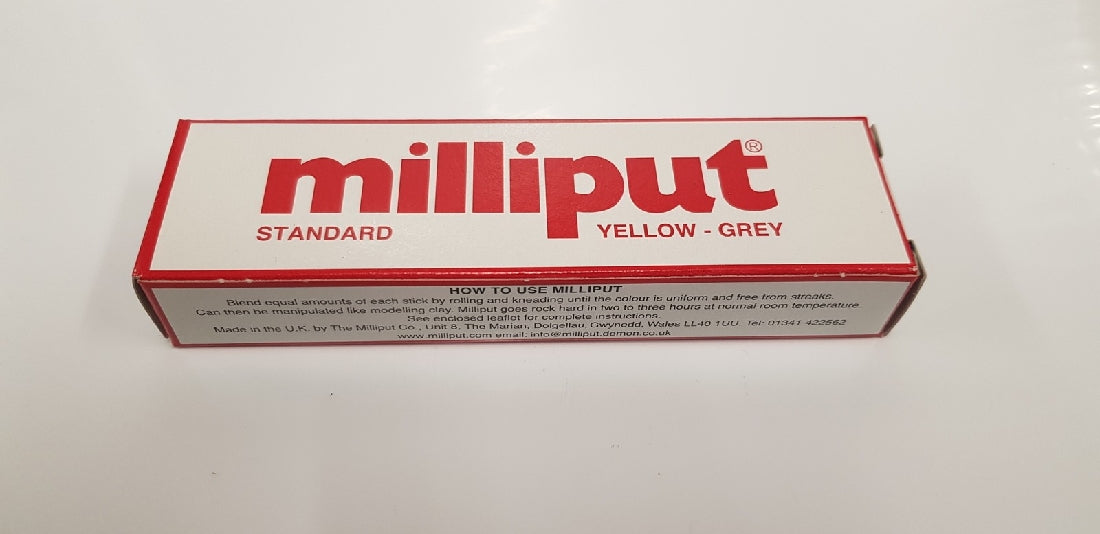 milliput®
STANDARD YELLOW - GREY
HOW TO USE MILLIPUT
Blend equal amounts of each stick by rolling and kneading until the colour is uniform and free from streaks.
Can then be manipulated like modelling clay. Milliput goes rock hard in two to three hours at normal room temperature.
See enclosed leaflet for complete instructions.
Made in the U.K. by The Milliput Co., Unit 8, The Marian, Dolgellau, Gwynedd, Wales LL40 1UU. Tel: 01341 422562
www.milliput.com email: info@milliput.demon.co.uk